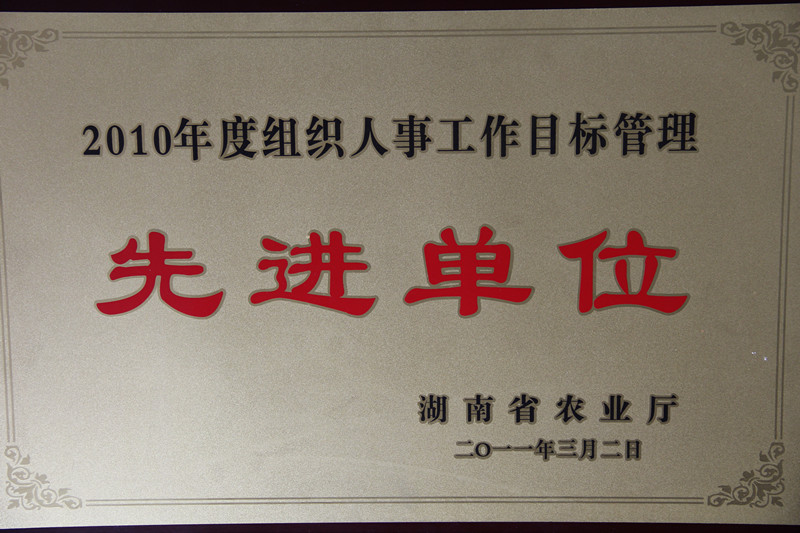 2010年度组织人事工作目标管理
先进单位
湖南省农业厅
二〇一一年三月二日